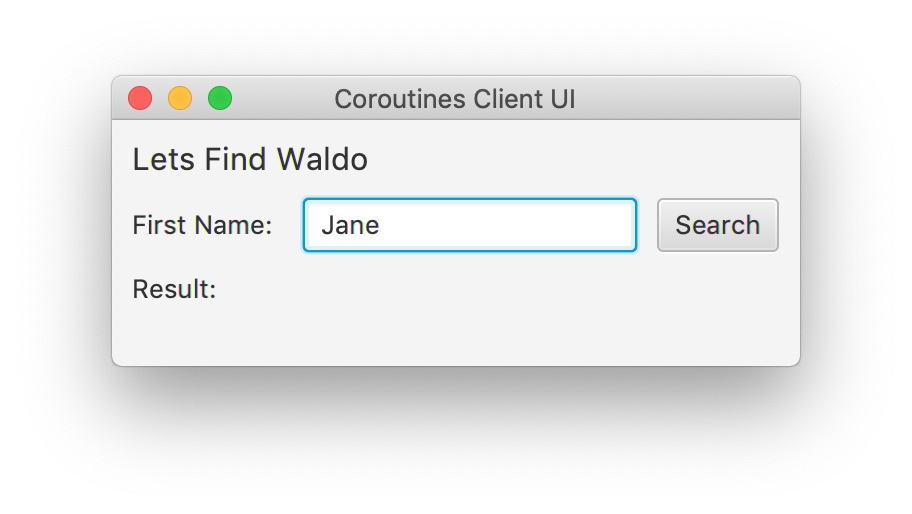 Coroutines Client UI
Lets Find Waldo
First Name: Jane Search
Result: